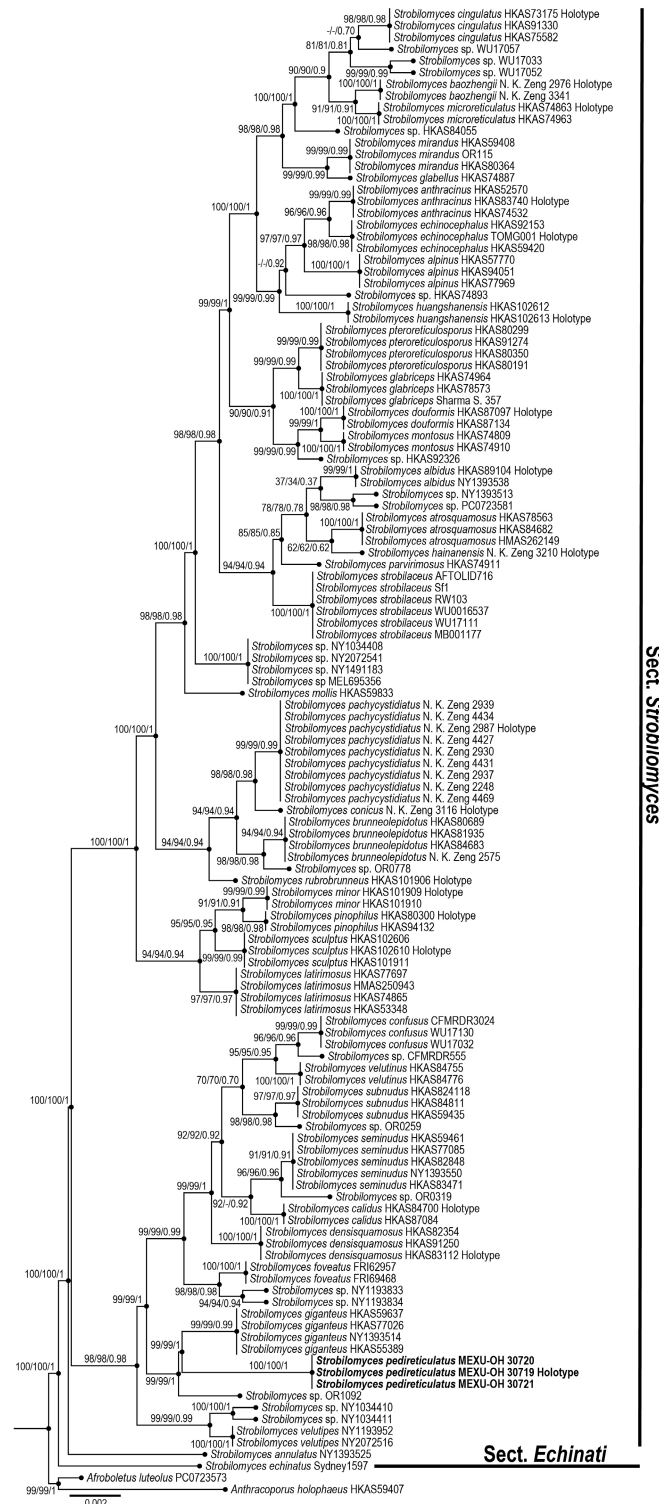 98/98/0.98
Strobilomyces cingulatus HKAS73175 Holotype
Strobilomyces cingulatus HKAS91330
Strobilomyces cingulatus HKAS75582
-/-/0.70
Strobilomyces sp. WU17057
81/81/0.81
Strobilomyces sp. WU17033
Strobilomyces sp. WU17052
99/99/0.99
90/90/0.9
100/100/1
Strobilomyces baozhengii N. K. Zeng 2976 Holotype
Strobilomyces baozhengii N. K. Zeng 3341
91/91/0.91
Strobilomyces microreticulatus HKAS74863 Holotype
Strobilomyces microreticulatus HKAS74963
100/100/1
100/100/1
Strobilomyces sp. HKAS84055
98/98/0.98
Strobilomyces mirandus HKAS59408
99/99/0.99
Strobilomyces mirandus OR115
Strobilomyces mirandus HKAS80364
99/99/0.99
Strobilomyces glabellus HKAS74887
100/100/1
Strobilomyces anthracinus HKAS52570
99/99/0.99
Strobilomyces anthracinus HKAS83740 Holotype
Strobilomyces anthracinus HKAS74532
96/96/0.96
Strobilomyces echinocephalus HKAS92153
Strobilomyces echinocephalus TOMG001 Holotype
98/98/0.98
Strobilomyces echinocephalus HKAS59420
97/97/0.97
Strobilomyces alpinus HKAS57770
100/100/1
Strobilomyces alpinus HKAS94051
Strobilomyces alpinus HKAS77969
-/-/0.92
Strobilomyces sp. HKAS74893
99/99/0.99
100/100/1
Strobilomyces huangshanensis HKAS102612
Strobilomyces huangshanensis HKAS102613 Holotype
99/99/1
Strobilomyces pteroreticulosporus HKAS80299
99/99/0.99
Strobilomyces pteroreticulosporus HKAS91274
Strobilomyces pteroreticulosporus HKAS80350
Strobilomyces pteroreticulosporus HKAS80191
99/99/0.99
Strobilomyces glabriceps HKAS74964
Strobilomyces glabriceps HKAS78573
100/100/1
Strobilomyces glabriceps Sharma S. 357
90/90/0.91
100/100/1
Strobilomyces douformis HKAS87097 Holotype
Strobilomyces douformis HKAS87134
99/99/1
Strobilomyces montosus HKAS74809
Strobilomyces montosus HKAS74910
100/100/1
99/99/0.99
Strobilomyces sp. HKAS92326
98/98/0.98
99/99/1
Strobilomyces albidus HKAS89104 Holotype
Strobilomyces albidus NY1393538
37/34/0.37
Strobilomyces sp. NY1393513
Strobilomyces sp. PC0723581
98/98/0.98
78/78/0.78
Strobilomyces atrosquamosus HKAS78563
100/100/1
Strobilomyces atrosquamosus HKAS84682
Strobilomyces atrosquamosus HMAS262149
62/62/0.62
Strobilomyces hainanensis N. K. Zeng 3210 Holotype
85/85/0.85
Strobilomyces parvirimosus HKAS74911
94/94/0.94
Strobilomyces strobilaceus AFTOLID716
Strobilomyces strobilaceus Sf1
Strobilomyces strobilaceus RW103
100/100/1
Strobilomyces strobilaceus WU0016537
Strobilomyces strobilaceus WU17111
Strobilomyces strobilaceus MB001177
100/100/1
Strobilomyces sp. NY1034408
100/100/1
Strobilomyces sp. NY2072541
Strobilomyces sp. NY1491183
Strobilomyces sp MEL695356
98/98/0.98
Strobilomyces mollis HKAS59833
100/100/1
Strobilomyces pachycystidiatus N. K. Zeng 2939
Strobilomyces pachycystidiatus N. K. Zeng 4434
Strobilomyces pachycystidiatus N. K. Zeng 2987 Holotype
Strobilomyces pachycystidiatus N. K. Zeng 4427
99/99/0.99
Strobilomyces pachycystidiatus N. K. Zeng 2930
Strobilomyces pachycystidiatus N. K. Zeng 4431
Strobilomyces pachycystidiatus N. K. Zeng 2937
Strobilomyces pachycystidiatus N. K. Zeng 2248
Strobilomyces pachycystidiatus N. K. Zeng 4469
98/98/0.98
Strobilomyces conicus N. K. Zeng 3116 Holotype
94/94/0.94
Strobilomyces brunneolepidotus HKAS80689
94/94/0.94
Strobilomyces brunneolepidotus HKAS81935
Strobilomyces brunneolepidotus HKAS84683
Strobilomyces brunneolepidotus N. K. Zeng 2575
98/98/0.98
Strobilomyces sp. OR0778
94/94/0.94
Strobilomyces rubrobrunneus HKAS101906 Holotype
100/100/1
99/99/0.99
Strobilomyces minor HKAS101909 Holotype
Strobilomyces minor HKAS101910
91/91/0.91
Strobilomyces pinophilus HKAS80300 Holotype
Strobilomyces pinophilus HKAS94132
98/98/0.98
95/95/0.95
Strobilomyces sculptus HKAS102606
Strobilomyces sculptus HKAS102610 Holotype
99/99/0.99
Strobilomyces sculptus HKAS101911
94/94/0.94
Strobilomyces latirimosus HKAS77697
Strobilomyces latirimosus HMAS250943
Strobilomyces latirimosus HKAS74865
97/97/0.97
Strobilomyces latirimosus HKAS53348
Strobilomyces confusus CFMRDR3024
99/99/0.99
Strobilomyces confusus WU17130
Strobilomyces confusus WU17032
96/96/0.96
Strobilomyces sp. CFMRDR555
95/95/0.95
Strobilomyces velutinus HKAS84755
Strobilomyces velutinus HKAS84776
100/100/1
70/70/0.70
Strobilomyces subnudus HKAS824118
97/97/0.97
Strobilomyces subnudus HKAS84811
Strobilomyces subnudus HKAS59435
98/98/0.98
Strobilomyces sp. OR0259
100/100/1
92/92/0.92
Strobilomyces seminudus HKAS59461
Strobilomyces seminudus HKAS77085
91/91/0.91
Strobilomyces seminudus HKAS82848
Strobilomyces seminudus NY1393550
96/96/0.96
Strobilomyces seminudus HKAS83471
Strobilomyces sp. OR0319
92/-/0.92
Strobilomyces calidus HKAS84700 Holotype
Strobilomyces calidus HKAS87084
100/100/1
99/99/1
Strobilomyces densisquamosus HKAS82354
100/100/1
Strobilomyces densisquamosus HKAS91250
Strobilomyces densisquamosus HKAS83112 Holotype
99/99/0.99
100/100/1
Strobilomyces foveatus FRI62957
Strobilomyces foveatus FRI69468
98/98/0.98
Strobilomyces sp. NY1193833
Strobilomyces sp. NY1193834
94/94/0.94
100/100/1
99/99/1
Strobilomyces giganteus HKAS59637
99/99/0.99
Strobilomyces giganteus HKAS77026
Strobilomyces giganteus NY1393514
Strobilomyces giganteus HKAS55389
99/99/1
Strobilomyces pedireticulatus MEXU-OH 30720
100/100/1
Strobilomyces pedireticulatus MEXU-OH 30719 Holotype
Strobilomyces pedireticulatus MEXU-OH 30721
98/98/0.98
99/99/1
Strobilomyces sp. OR1092
100/100/1
100/100/1
Strobilomyces sp. NY1034410
Strobilomyces sp. NY1034411
99/99/0.99
Strobilomyces velutipes NY1193952
Strobilomyces velutipes NY2072516
100/100/1
Strobilomyces annulatus NY1393525
Strobilomyces echinatus Sydney1597
Afroboletus luteolus PC0723573
99/99/1
Anthracoporus holophaeus HKAS59407
0.002
Sect. Strobilomyces
Sect. Echinati